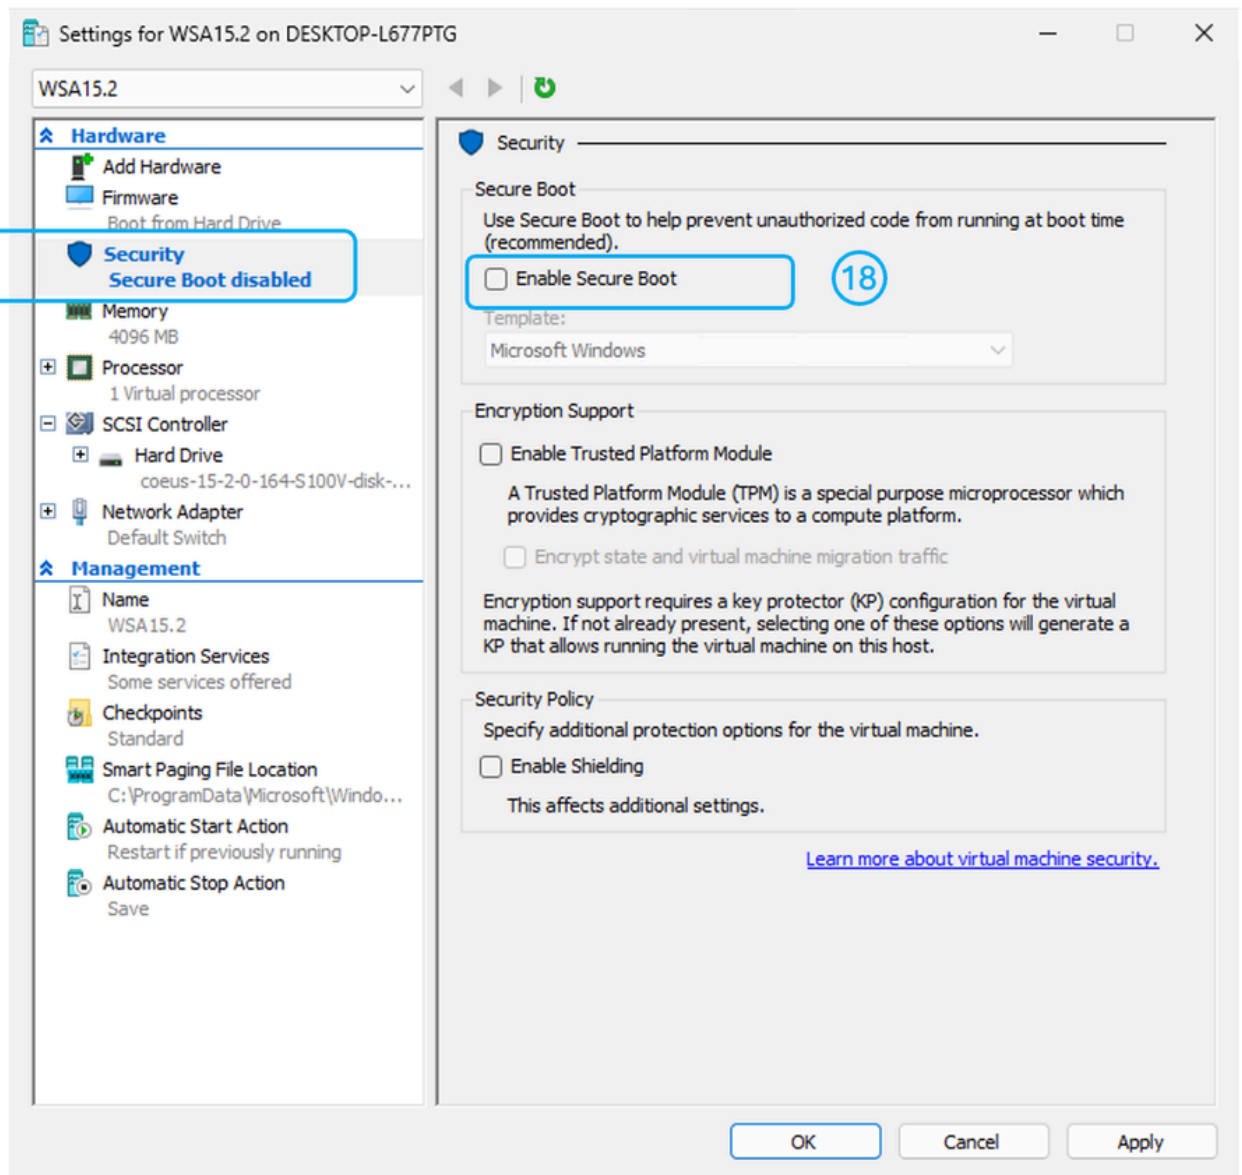 Settings for WSA15.2 on DESKTOP-L677PTG
WSA15.2
Hardware
Add Hardware
Firmware
Boot from Hard Drive
Security
Secure Boot disabled
Memory
4096 MB
Processor
1 Virtual processor
SCSI Controller
Hard Drive
coeus-15-2-0-164-S100V-disk-...
Network Adapter
Default Switch
Management
Name
WSA15.2
Integration Services
Some services offered
Checkpoints
Standard
Smart Paging File Location
C:\ProgramData\Microsoft\Windo...
Automatic Start Action
Restart if previously running
Automatic Stop Action
Save
Security
Secure Boot
Use Secure Boot to help prevent unauthorized code from running at boot time
(recommended).
Enable Secure Boot
18
Template:
Microsoft Windows
Encryption Support
Enable Trusted Platform Module
A Trusted Platform Module (TPM) is a special purpose microprocessor which
provides cryptographic services to a compute platform.
Encrypt state and virtual machine migration traffic
Encryption support requires a key protector (KP) configuration for the virtual
machine. If not already present, selecting one of these options will generate a
KP that allows running the virtual machine on this host.
Security Policy
Specify additional protection options for the virtual machine.
Enable Shielding
This affects additional settings.
Learn more about virtual machine security.
OK
Cancel
Apply